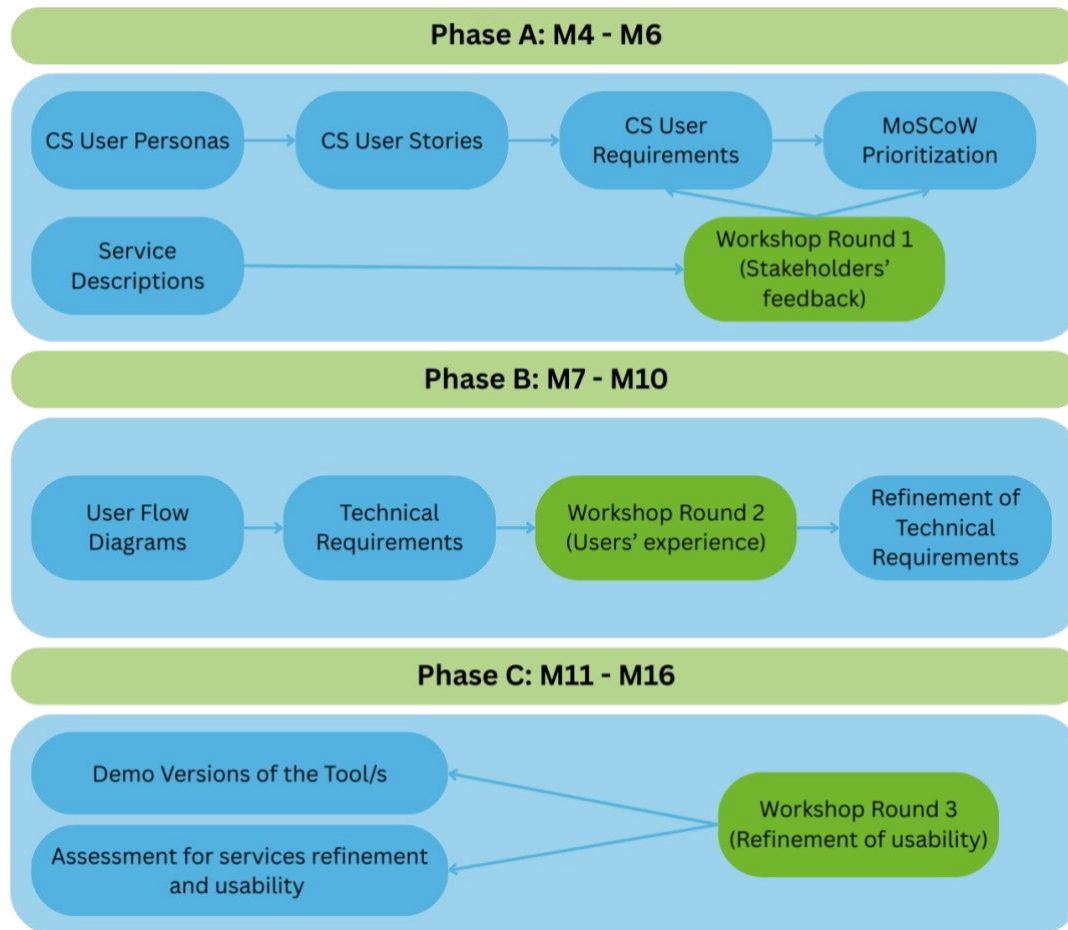 Phase A: M4 - M6
CS User Personas
CS User Stories
CS User
Requirements
MoSCoW
Prioritization
Service
Descriptions
Workshop Round 1
(Stakeholders’
feedback)
Phase B: M7 - M10
User Flow
Diagrams
Technical
Requirements
Workshop Round 2
(Users’ experience)
Refinement of
Technical
Requirements
Phase C: M11 - M16
Demo Versions of the Tool/s
Assessment for services refinement
and usability
Workshop Round 3
(Refinement of usability)